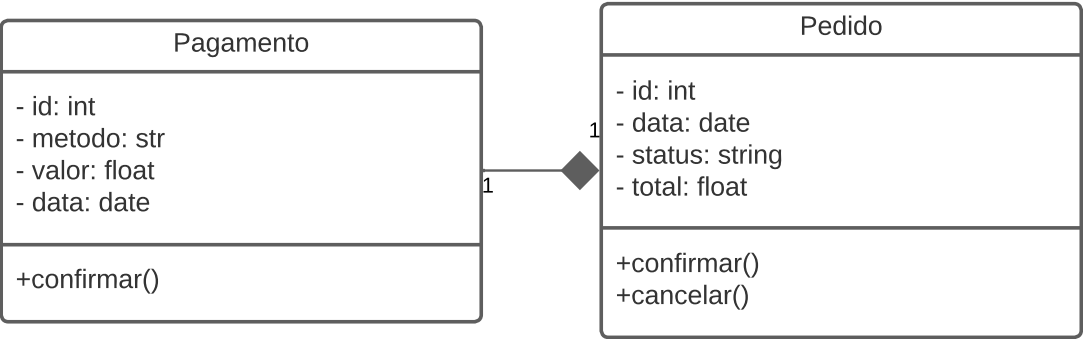 Pagamento
- id: int
- metodo: str
- valor: float
- data: date
+confirmar()
1
1
Pedido
- id: int
- data: date
- status: string
- total: float
+confirmar()
+cancelar()